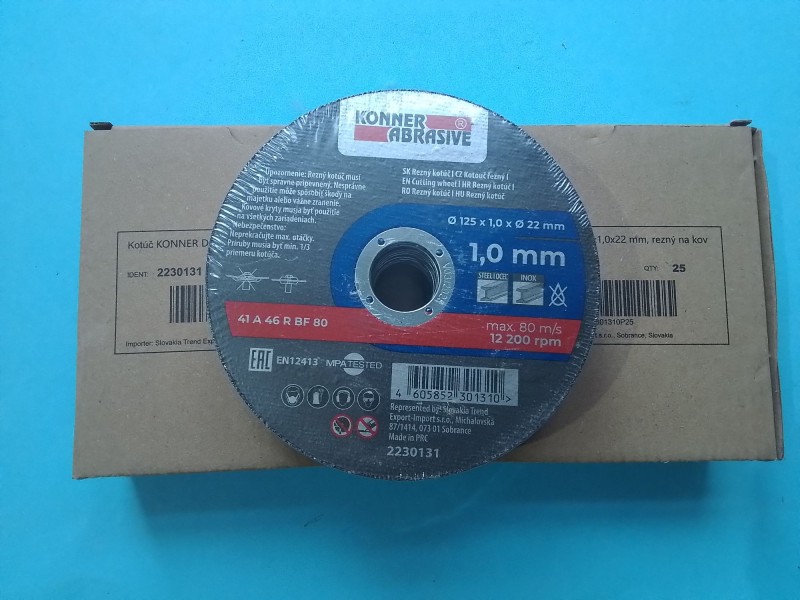 KONNER ®
ABRASIVE
Upozornenie: Rezný kotúč musí
byť správne pripevnený. Nesprávne
použitie môže spôsobiť škody na
majetku alebo vážne zranenie.
Kovové kryty musia byť použité
na všetkých zariadeniach.
Nebezpečenstvo:
Neprekračujte max. otáčky.
Príruby musia byť min. 1/3
priemeru kotúča.
SK Rezný kotúč I CZ Kotouč řezný I
EN Cutting wheel I HR Rezný kotúč I
RO Rezný kotúč I HU Rezný kotúč
Ø 125 x 1,0 x Ø 22 mm
1,0 mm
STEEL I OCEĽ INOX
41 A 46 R BF 80
max. 80 m/s
12 200 rpm
EAC EN12413 MPA TESTED
4 605852 301310>
Represented by: Slovakia Trend
Export-Import s.r.o., Michalovská
87/1414, 073 01 Sobrance
Made in PRC
2230131
Kotúč KONNER D
IDENT: 2230131
Importer: Slovakia Trend Exp
1,0x22 mm, rezný na kov
QTY: 25
01310P25
s.r.o., Sobrance, Slovakia